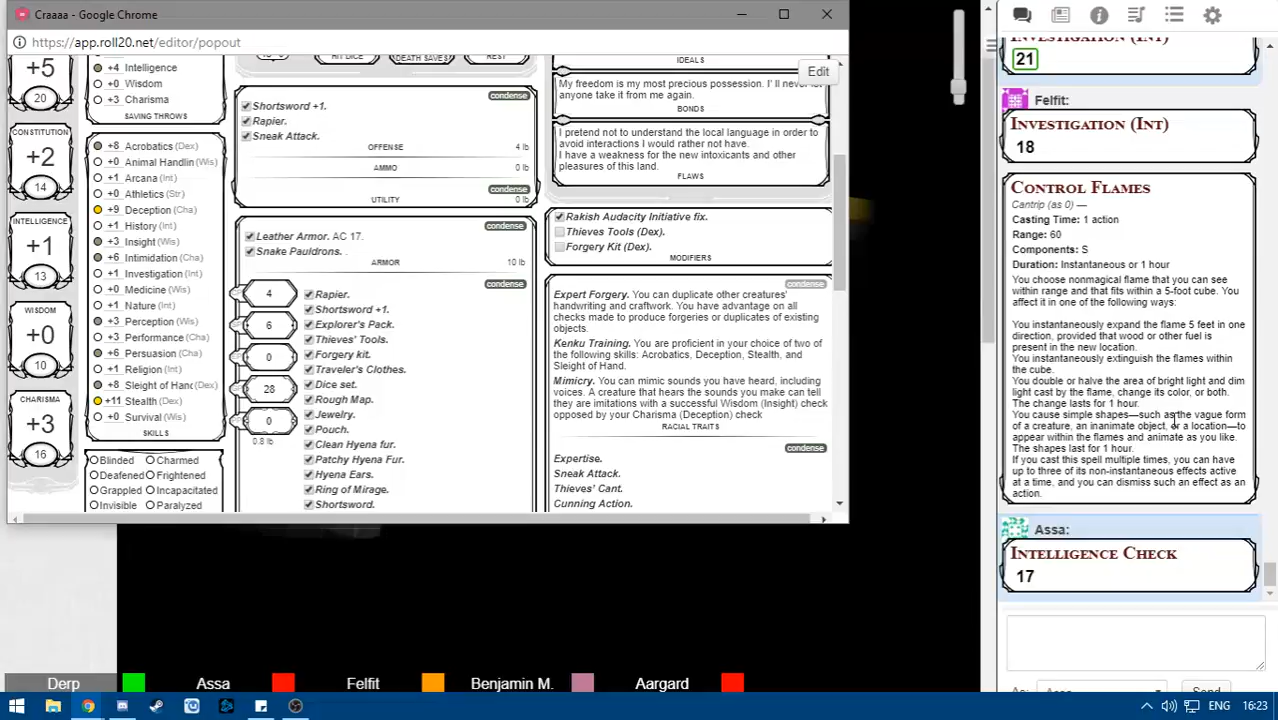 Craaaa - Google Chrome
https://app.roll20.net/editor/popout
+5
20
CONSTITUTION
+2
14
INTELLIGENCE
+1
13
WISDOM
+0
10
CHARISMA
+3
16
+4 Intelligence
+0 Wisdom
+3 Charisma
SAVING THROWS
+8 Acrobatics (Dex)
+0 Animal Handlin (Wis)
+1 Arcana (Int)
+0 Athletics (Str)
+9 Deception (Cha)
+1 History (Int)
+3 Insight (Wis)
+6 Intimidation (Cha)
+1 Investigation (Int)
+0 Medicine (Wis)
+1 Nature (Int)
+3 Perception (Wis)
+3 Performance (Cha)
+6 Persuasion (Cha)
+1 Religion (Int)
+8 Sleight of Hand (Dex)
+11 Stealth (Dex)
+0 Survival (Wis)
SKILLS
Blinded Charmed
Deafened Frightened
Grappled Incapacitated
Invisible Paralyzed
HIT DICE
DEATH SAVES
REST
condense
Shortsword +1.
Rapier.
Sneak Attack.
OFFENSE 4 lb
AMMO 0 lb
condense
UTILITY 0 lb
condense
Leather Armor. AC 17.
Snake Pauldrons.
ARMOR 10 lb
condense
4
6
0
28
0
0.8 lb
Rapier.
Shortsword +1.
Explorer's Pack.
Thieves' Tools.
Forgery kit.
Traveler's Clothes.
Dice set.
Rough Map.
Jewelry.
Pouch.
Clean Hyena fur.
Patchy Hyena Fur.
Hyena Ears.
Ring of Mirage.
Shortsword.
IDEALS
Edit
My freedom is my most precious possession. I' ll never let
anyone take it from me again.
BONDS
I pretend not to understand the local language in order to
avoid interactions I would rather not have.
I have a weakness for the new intoxicants and other
pleasures of this land.
FLAWS
Rakish Audacity Initiative fix.
Thieves Tools (Dex).
Forgery Kit (Dex).
MODIFIERS
condense
Expert Forgery. You can duplicate other creatures'
handwriting and craftwork. You have advantage on all
checks made to produce forgeries or duplicates of existing
objects.
Kenku Training. You are proficient in your choice of two of
the following skills: Acrobatics, Deception, Stealth, and
Sleight of Hand.
Mimicry. You can mimic sounds you have heard, including
voices. A creature that hears the sounds you make can tell
they are imitations with a successful Wisdom (Insight) check
opposed by your Charisma (Deception) check
RACIAL TRAITS
condense
Expertise.
Sneak Attack.
Thieves' Cant.
Cunning Action.
INVESTIGATION (INT)
21
Felfit:
INVESTIGATION (INT)
18
CONTROL FLAMES
Cantrip (as 0) —
Casting Time: 1 action
Range: 60
Components: S
Duration: Instantaneous or 1 hour
You choose nonmagical flame that you can see
within range and that fits within a 5-foot cube. You
affect it in one of the following ways:
You instantaneously expand the flame 5 feet in one
direction, provided that wood or other fuel is
present in the new location.
You instantaneously extinguish the flames within
the cube.
You double or halve the area of bright light and dim
light cast by the flame, change its color, or both.
The change lasts for 1 hour.
You cause simple shapes—such as the vague form
of a creature, an inanimate object, or a location—to
appear within the flames and animate as you like.
The shapes last for 1 hour.
If you cast this spell multiple times, you can have
up to three of its non-instantaneous effects active
at a time, and you can dismiss such an effect as an
action.
Assa:
INTELLIGENCE CHECK
17
As: Assa Send
Derp Assa Felfit Benjamin M. Aargard
ENG 16:23